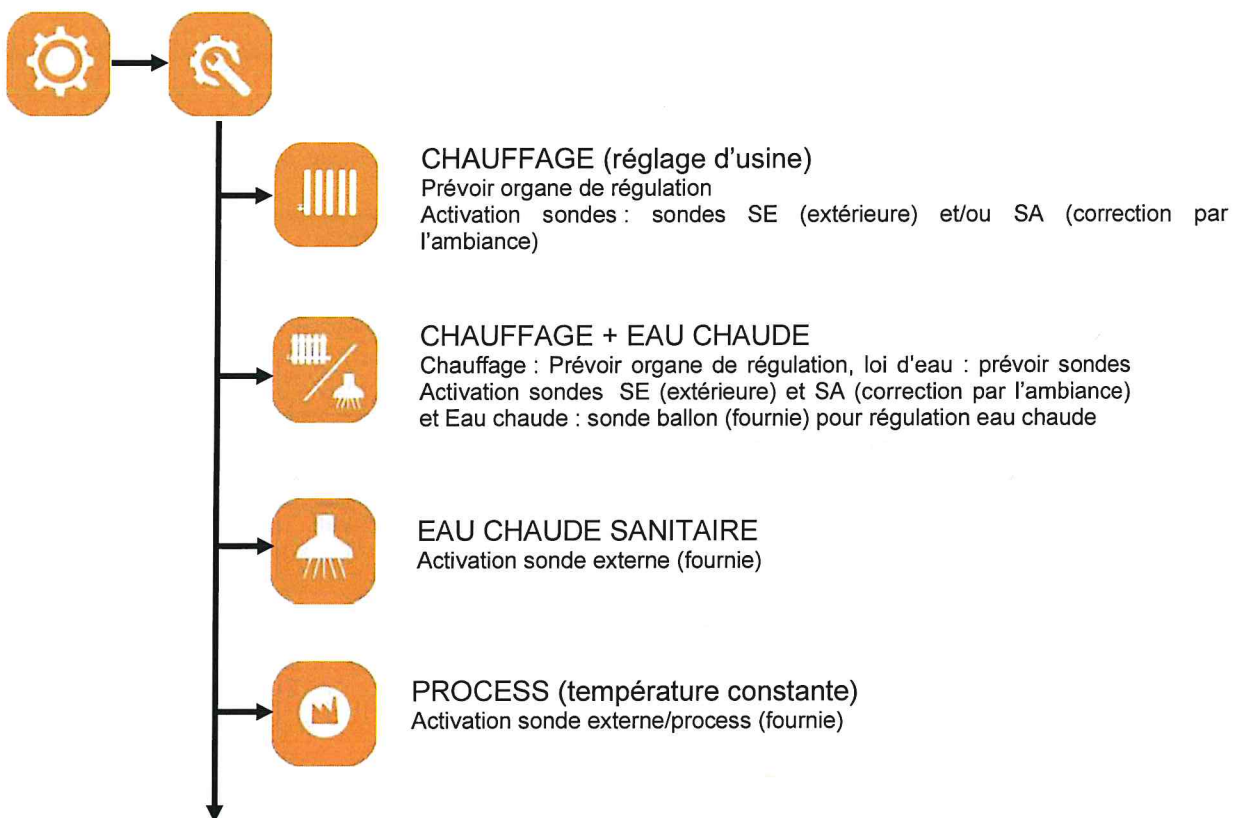 CHAUFFAGE (réglage d'usine)
Prévoir organe de régulation
Activation sondes : sondes SE (extérieure) et/ou SA (correction par
l'ambiance)
CHAUFFAGE + EAU CHAUDE
Chauffage : Prévoir organe de régulation, loi d'eau : prévoir sondes
Activation sondes SE (extérieure) et SA (correction par l'ambiance)
et Eau chaude : sonde ballon (fournie) pour régulation eau chaude
EAU CHAUDE SANITAIRE
Activation sonde externe (fournie)
PROCESS (température constante)
Activation sonde externe/process (fournie)